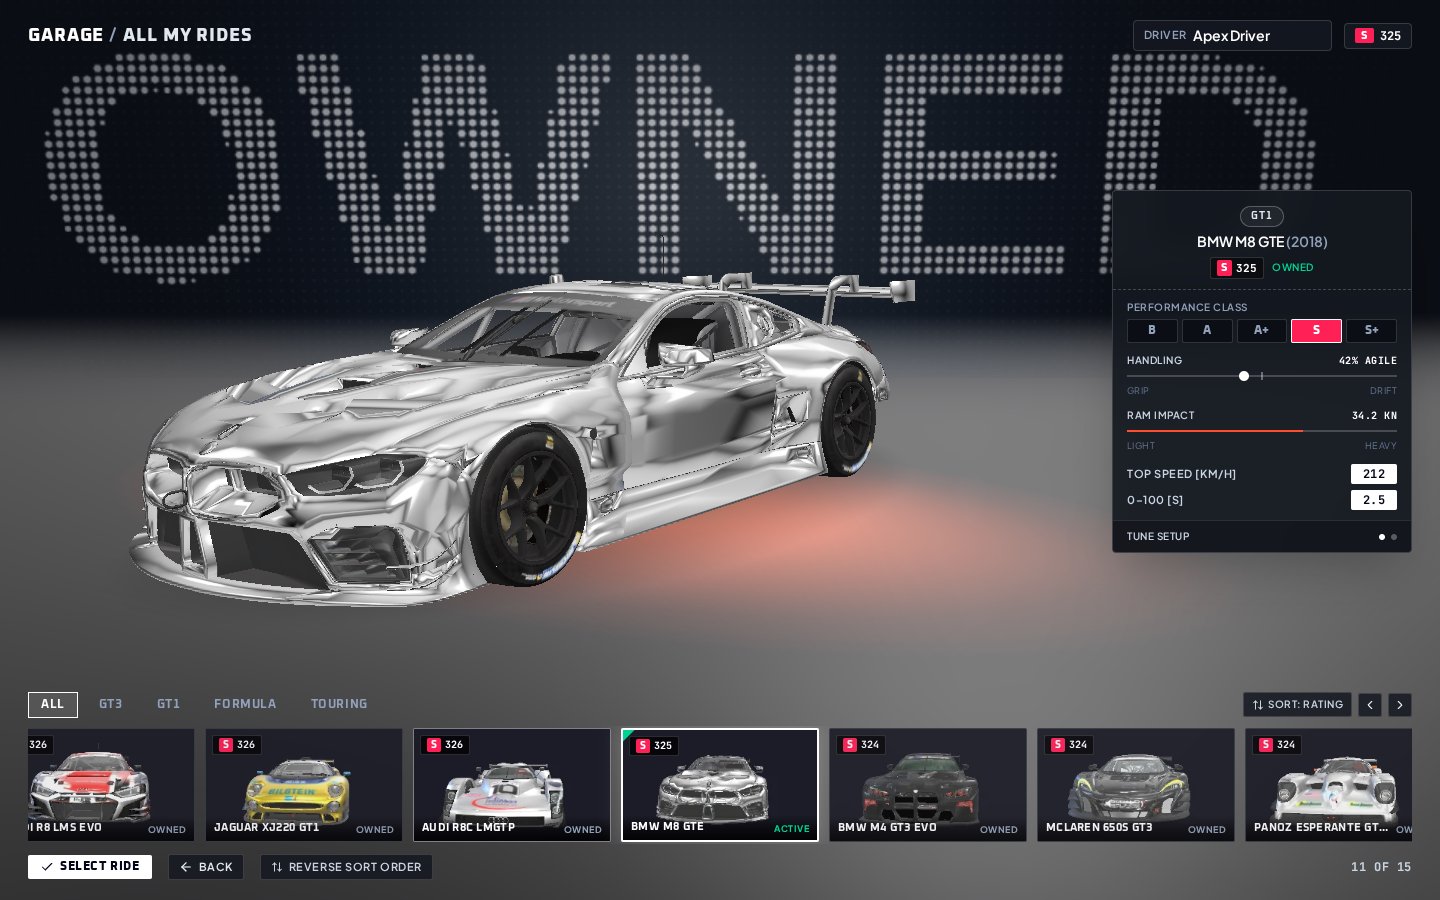 GARAGE / ALL MY RIDES
DRIVER ApexDriver
S 325
OWNED
GT1
BMW M8 GTE (2018)
S 325 OWNED
PERFORMANCE CLASS
B A A+ S S+
HANDLING 42% AGILE
GRIP DRIFT
RAM IMPACT 34.2 KN
LIGHT HEAVY
TOP SPEED [KM/H] 212
0-100 [S] 2.5
TUNE SETUP
ALL GT3 GT1 FORMULA TOURING
SORT: RATING
326
I R8 LMS EVO OWNED
S 326
JAGUAR XJ220 GT1 OWNED
S 326
AUDI R8C LMGTP OWNED
S 325
BMW M8 GTE ACTIVE
S 324
BMW M4 GT3 EVO OWNED
S 324
MCLAREN 650S GT3 OWNED
S 324
PANOZ ESPERANTE GT... OW
SELECT RIDE
BACK
REVERSE SORT ORDER
11 OF 15